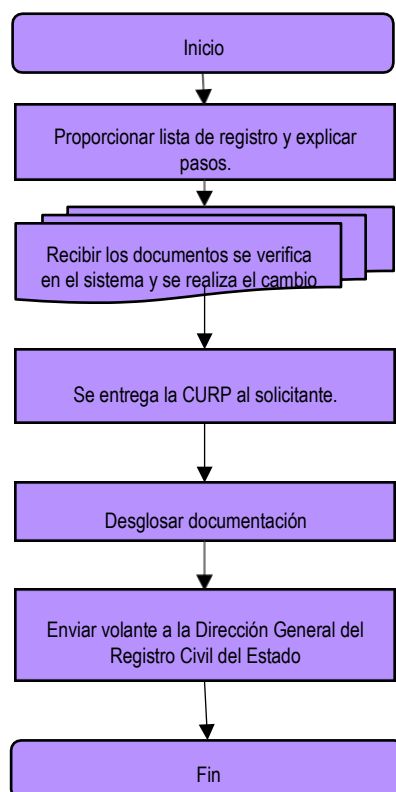 Inicio
Proporcionar lista de registro y explicar
pasos.
Recibir los documentos se verifica
en el sistema y se realiza el cambio
Se entrega la CURP al solicitante.
Desglosar documentación
Enviar volante a la Dirección General del
Registro Civil del Estado
Fin